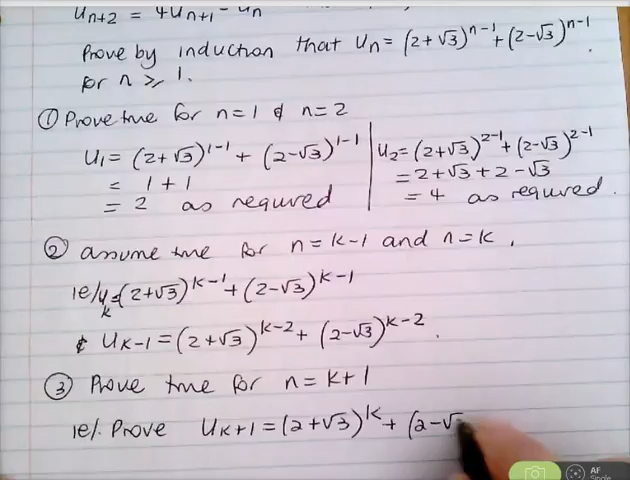 Un+2 = 4Un+1 - Un
Prove by induction that Un = (2+√3)^n-1 + (2-√3)^n-1.
for n ≥ 1.
① Prove true for n=1 & n=2
U1 = (2+√3)^1-1 + (2-√3)^1-1
= 1 + 1
= 2 as required
U2 = (2+√3)^2-1 + (2-√3)^2-1
= 2+√3 + 2 - √3
= 4 as requred.
② assume true for n=k-1 and n=k.
ie/ Uk = (2+√3)^k-1 + (2-√3)^k-1
& Uk-1 = (2+√3)^k-2 + (2-√3)^k-2.
③ Prove true for n=k+1
ie/. Prove Uk+1 = (2+√3)^k + (2-√
AF
Single